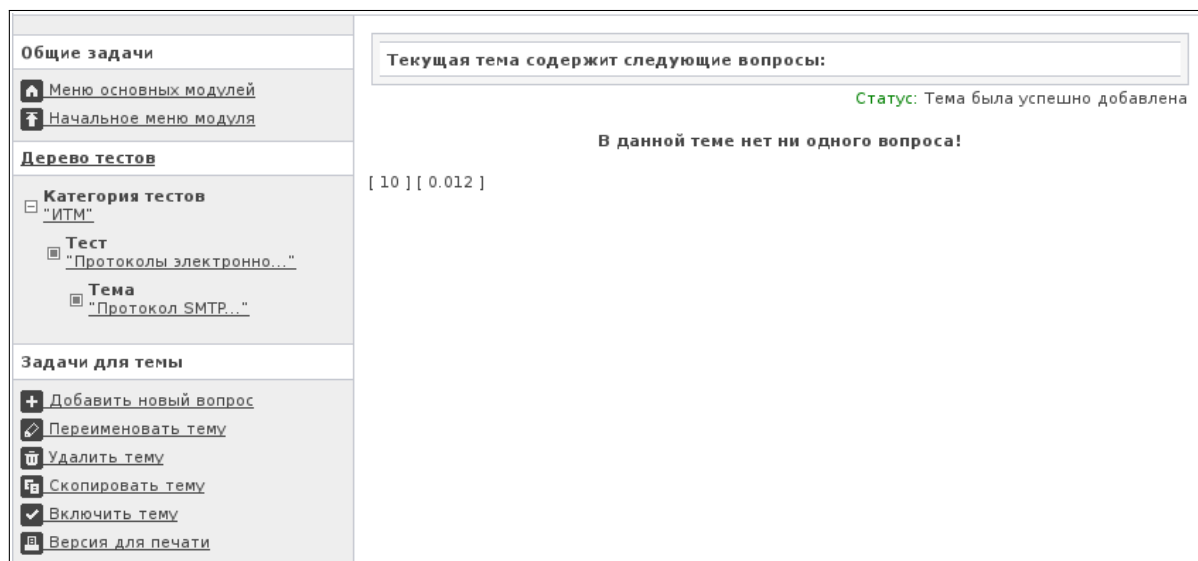 Общие задачи
Меню основных модулей
Начальное меню модуля
Дерево тестов
Категория тестов
"ИТМ"
Тест
"Протоколы электронно..."
Тема
"Протокол SMTP..."
Задачи для темы
Добавить новый вопрос
Переименовать тему
Удалить тему
Скопировать тему
Включить тему
Версия для печати
Текущая тема содержит следующие вопросы:
Статус: Тема была успешно добавлена
В данной теме нет ни одного вопроса!
[ 10 ] [ 0.012 ]